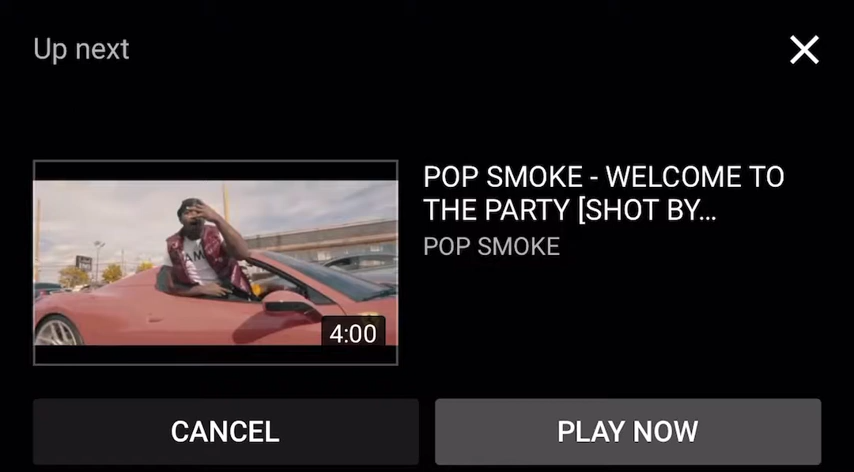 Up next
POP SMOKE - WELCOME TO
THE PARTY [SHOT BY...
POP SMOKE
4:00
CANCEL
PLAY NOW